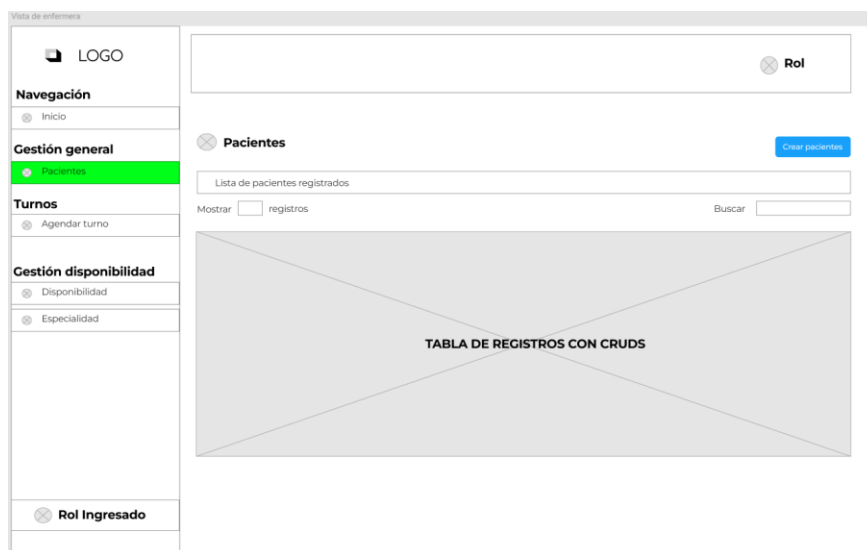 Vista de enfermera
LOGO
Rol
Navegación
Inicio
Gestión general
Pacientes
Turnos
Agendar turno
Gestión disponibilidad
Disponibilidad
Especialidad
Rol Ingresado
Pacientes
Crear pacientes
Lista de pacientes registrados
Mostrar registros
Buscar
TABLA DE REGISTROS CON CRUDS